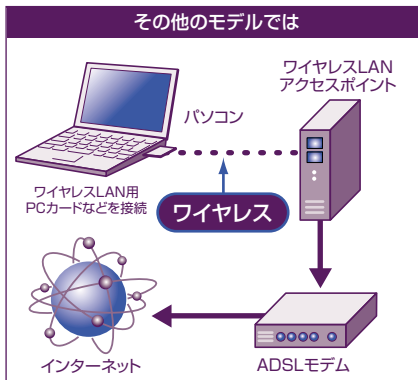 その他のモデルでは
ワイヤレスLAN
アクセスポイント
パソコン
ワイヤレスLAN用
PCカードなどを接続
ワイヤレス
インターネット
ADSLモデム